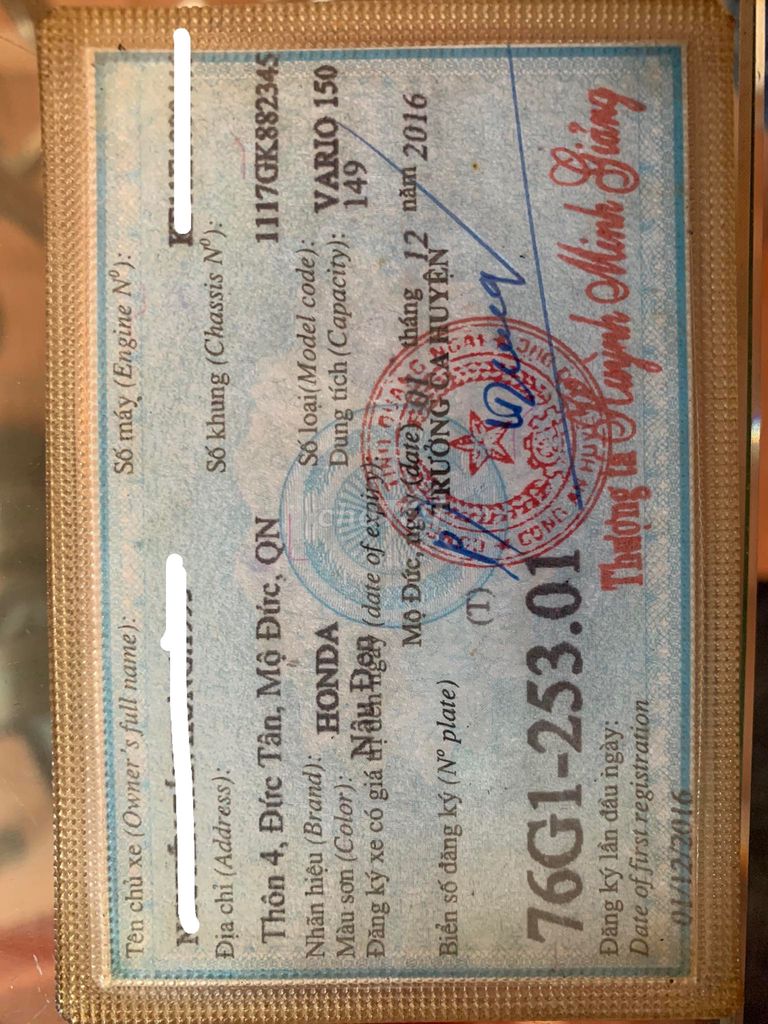 Tên chủ xe (Owner's full name):
Số máy (Engine Nº):
Địa chỉ (Address):
Số khung (Chassis Nº):
Thôn 4, Đức Tân, Mộ Đức, QN
1117GK882345
Nhãn hiệu (Brand): HONDA
Số loại (Model code): VARIO 150
Màu sơn (Color): Nâu Đen
Dung tích (Capacity): 149
Đăng ký xe có giá trị đến ngày (date of expiry):
Mộ Đức, ngày (date) 01 tháng 12 năm 2016
Biển số đăng ký (Nº plate) (T)
TRƯỞNG CA HUYỆN
76G1-253.01
Đăng ký lần đầu ngày:
Date of first registration
01/12/2016
Thượng tá Huỳnh Minh Giảng